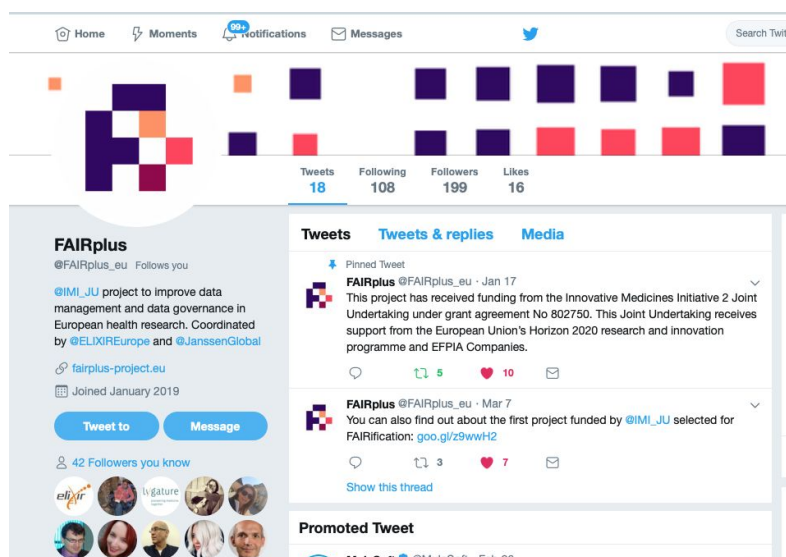 Home Moments 99+ Notifications Messages Search Twit
Tweets Following Followers Likes
18 108 199 16
FAIRplus
@FAIRplus_eu Follows you
@IMI_JU project to improve data
management and data governance in
European health research. Coordinated
by @ELIXIREurope and @JanssenGlobal
fairplus-project.eu
Joined January 2019
Tweet to Message
42 Followers you know
elixir
lygature
Tweets Tweets & replies Media
Pinned Tweet
FAIRplus @FAIRplus_eu · Jan 17
This project has received funding from the Innovative Medicines Initiative 2 Joint
Undertaking under grant agreement No 802750. This Joint Undertaking receives
support from the European Union's Horizon 2020 research and innovation
programme and EFPIA Companies.
5 10
FAIRplus @FAIRplus_eu · Mar 7
You can also find out about the first project funded by @IMI_JU selected for
FAIRification: goo.gl/z9wwH2
3 7
Show this thread
Promoted Tweet